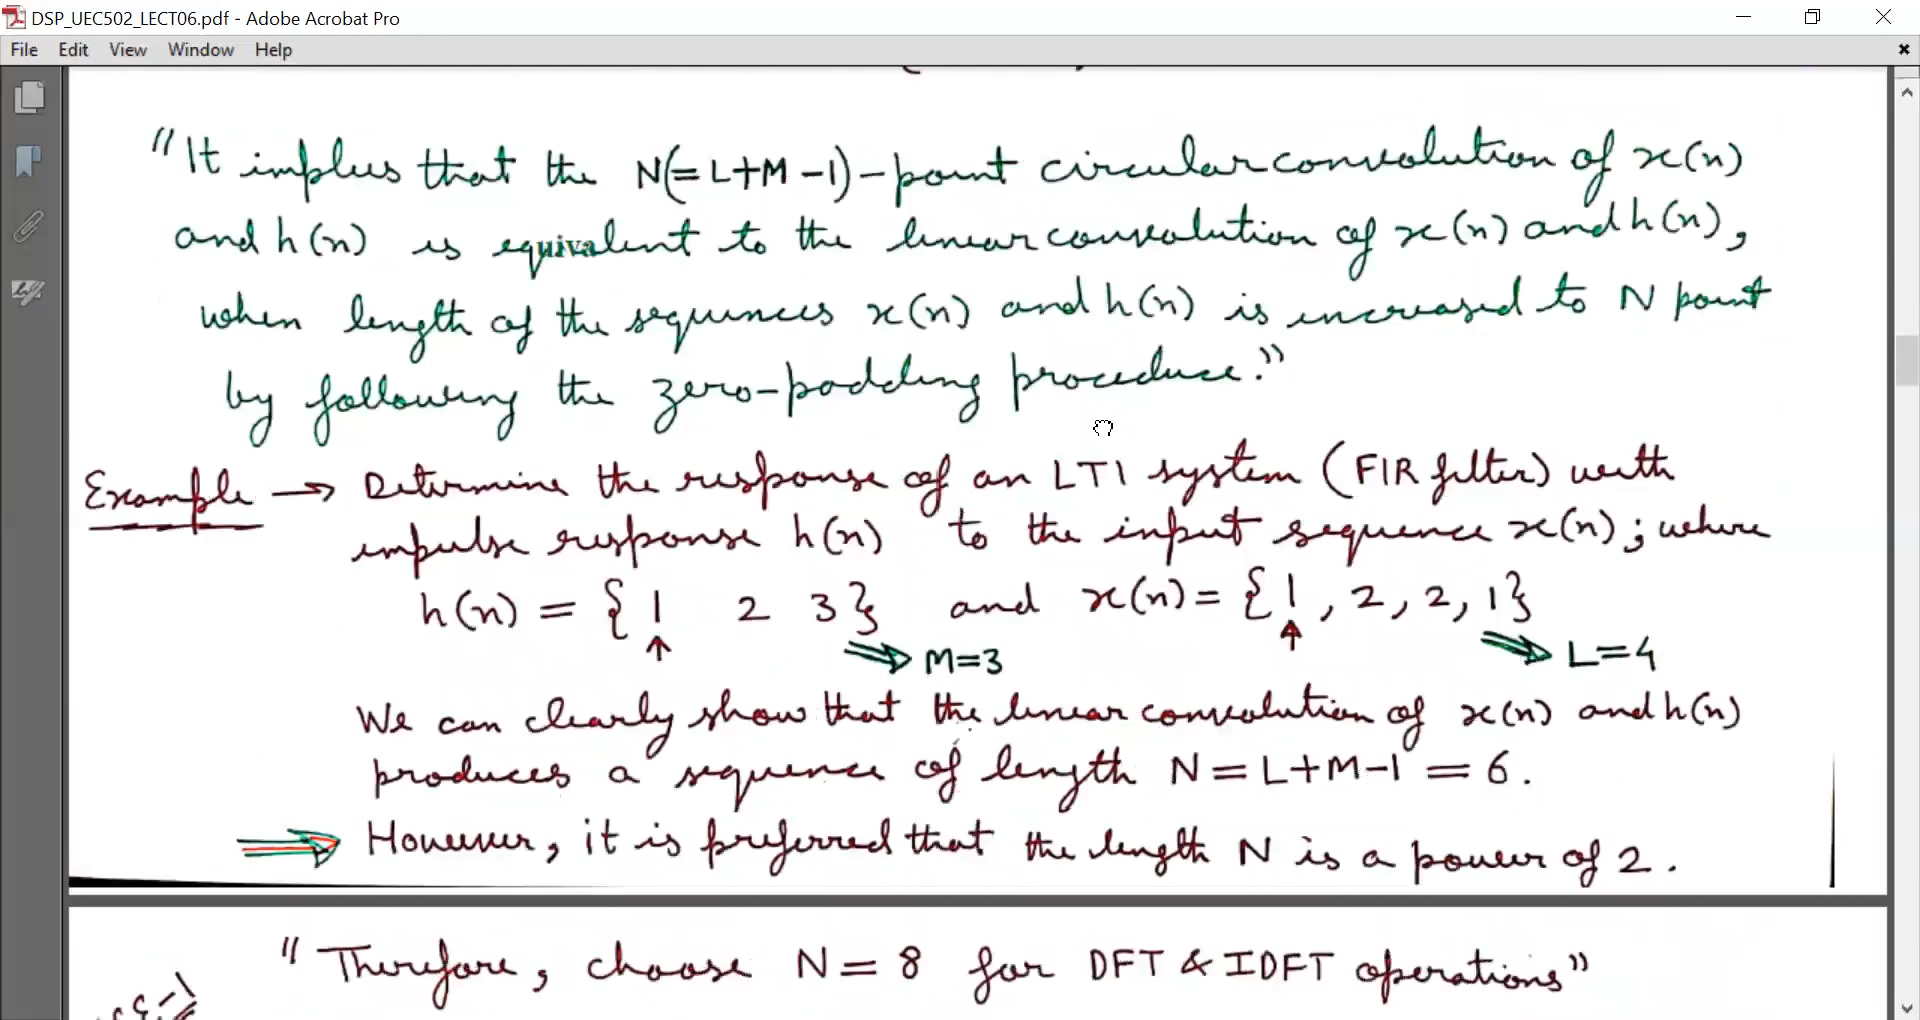 DSP_UEC502_LECT06.pdf - Adobe Acrobat Pro
File Edit View Window Help
"It implies that the N(=L+M-1)-point circular convolution of x(n)
and h(n) is equivalent to the linear convolution of x(n) and h(n),
when length of the sequences x(n) and h(n) is increased to N point
by following the zero-padding procedure."
Example → Determine the response of an LTI system (FIR filter) with
impulse response h(n) to the input sequence x(n); where
h(n) = {1 2 3} and x(n) = {1, 2, 2, 1}
↑ ⇒ M=3 ↑ ⇒ L=4
We can clearly show that the linear convolution of x(n) and h(n)
produces a sequence of length N = L+M-1 = 6.
⇒ However, it is preferred that the length N is a power of 2.
"Therefore, choose N = 8 for DFT & IDFT operations"